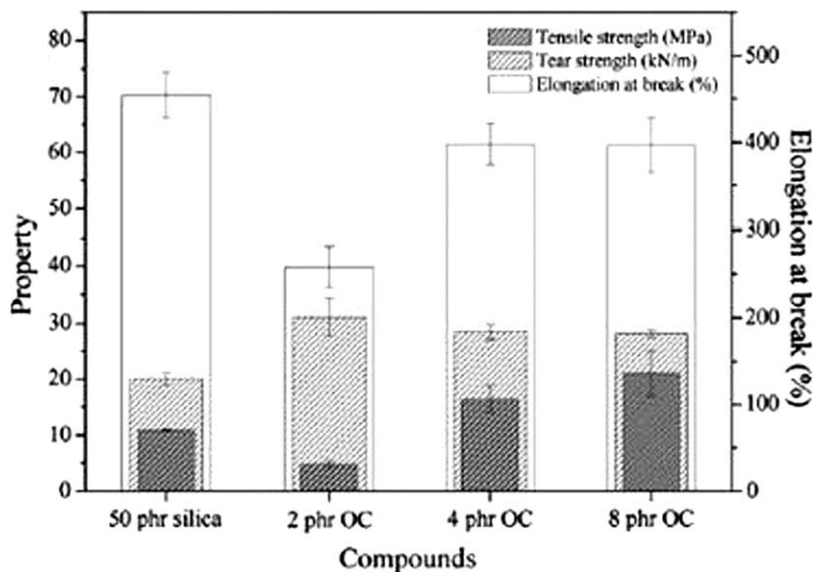 80
70
60
50
40
30
20
10
0
Property
Tensile strength (MPa)
Tear strength (kN/m)
Elongation at break (%)
500
400
300
200
100
0
Elongation at break (%)
50 phr silica 2 phr OC 4 phr OC 8 phr OC
Compounds